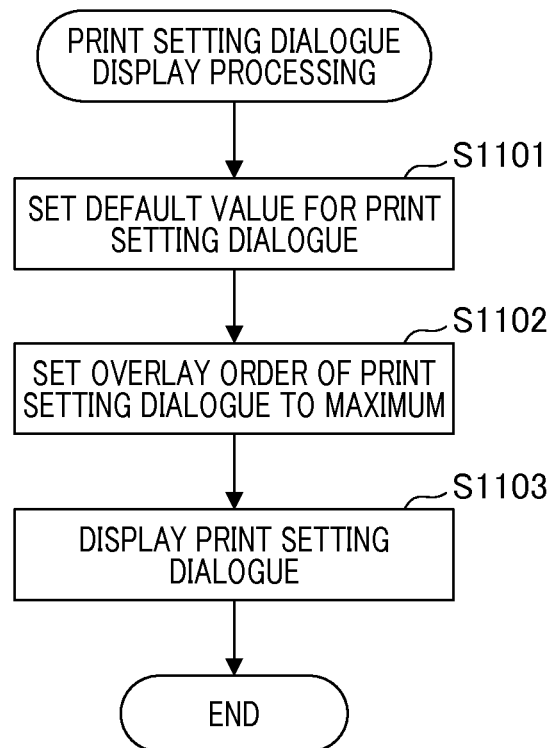 PRINT SETTING DIALOGUE
DISPLAY PROCESSING
S1101
SET DEFAULT VALUE FOR PRINT
SETTING DIALOGUE
S1102
SET OVERLAY ORDER OF PRINT
SETTING DIALOGUE TO MAXIMUM
S1103
DISPLAY PRINT SETTING
DIALOGUE
END